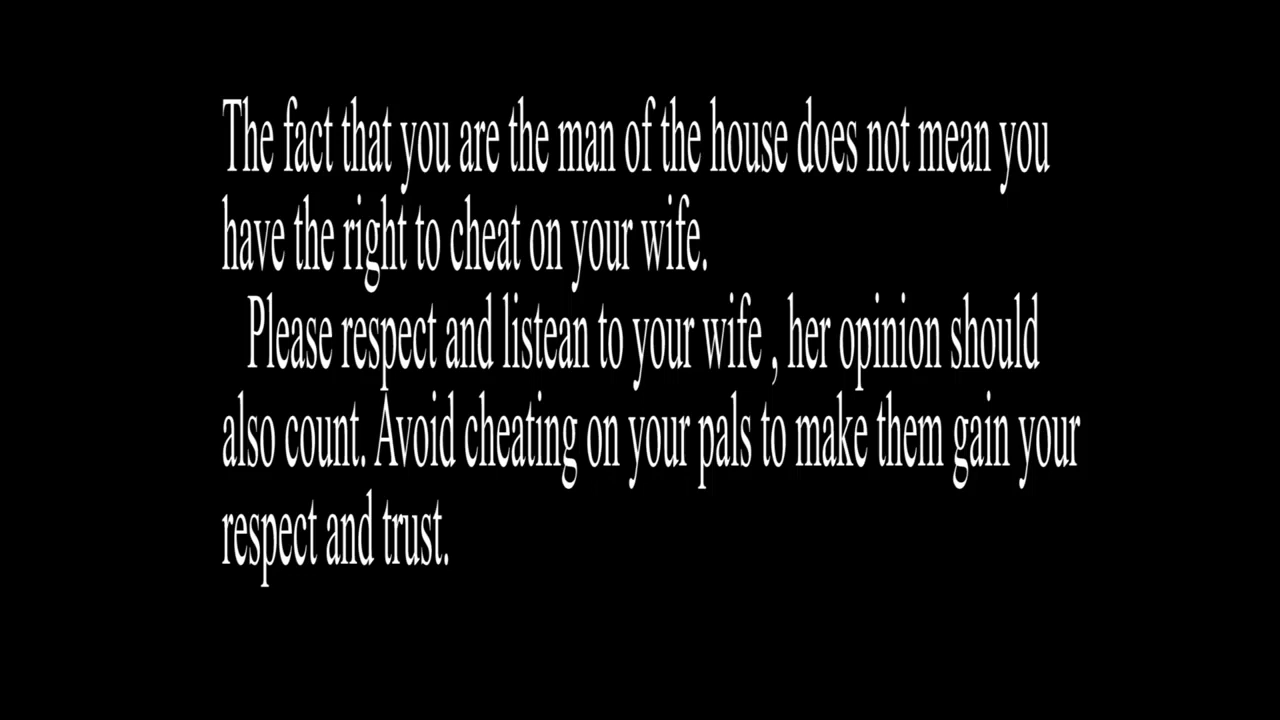 The fact that you are the man of the house does not mean you
have the right to cheat on your wife.
Please respect and listean to your wife , her opinion should
also count. Avoid cheating on your pals to make them gain your
respect and trust.